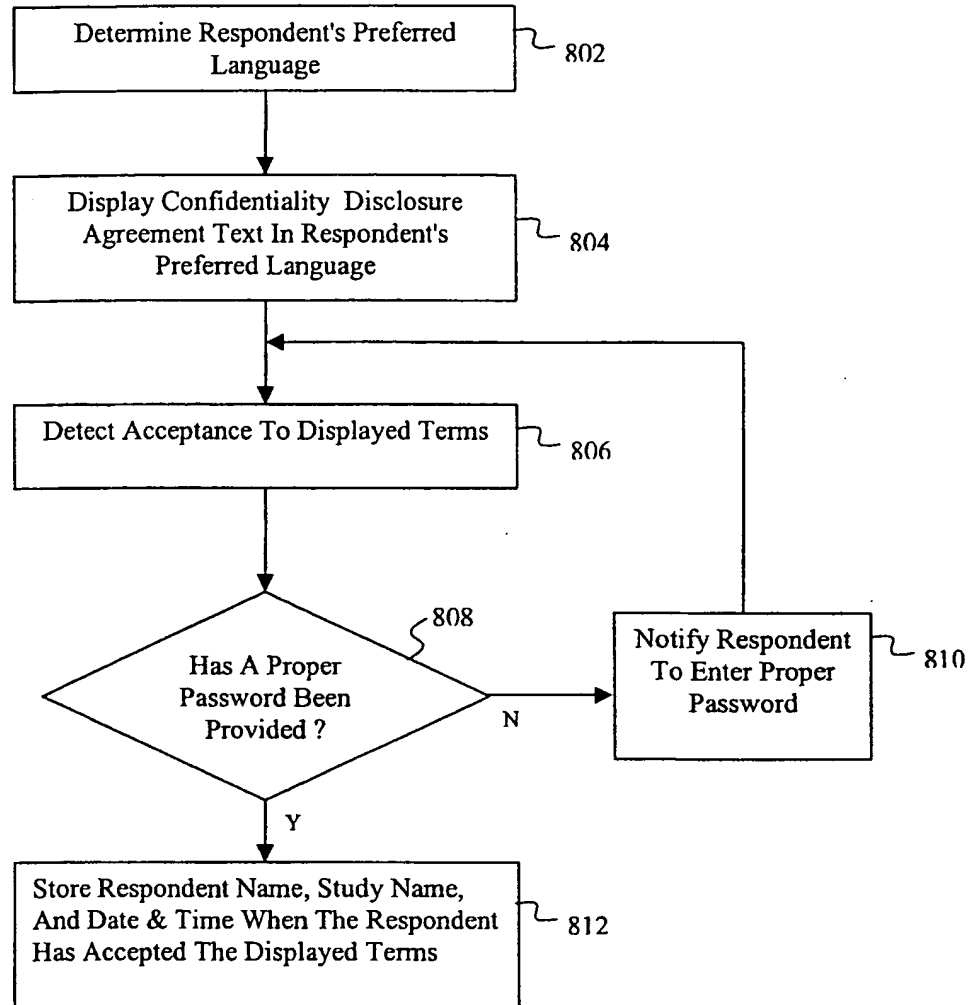 Determine Respondent's Preferred
Language
802
Display Confidentiality Disclosure
Agreement Text In Respondent's
Preferred Language
804
Detect Acceptance To Displayed Terms
806
808
Has A Proper
Password Been
Provided ?
N
Notify Respondent
To Enter Proper
Password
810
Y
Store Respondent Name, Study Name,
And Date & Time When The Respondent
Has Accepted The Displayed Terms
812